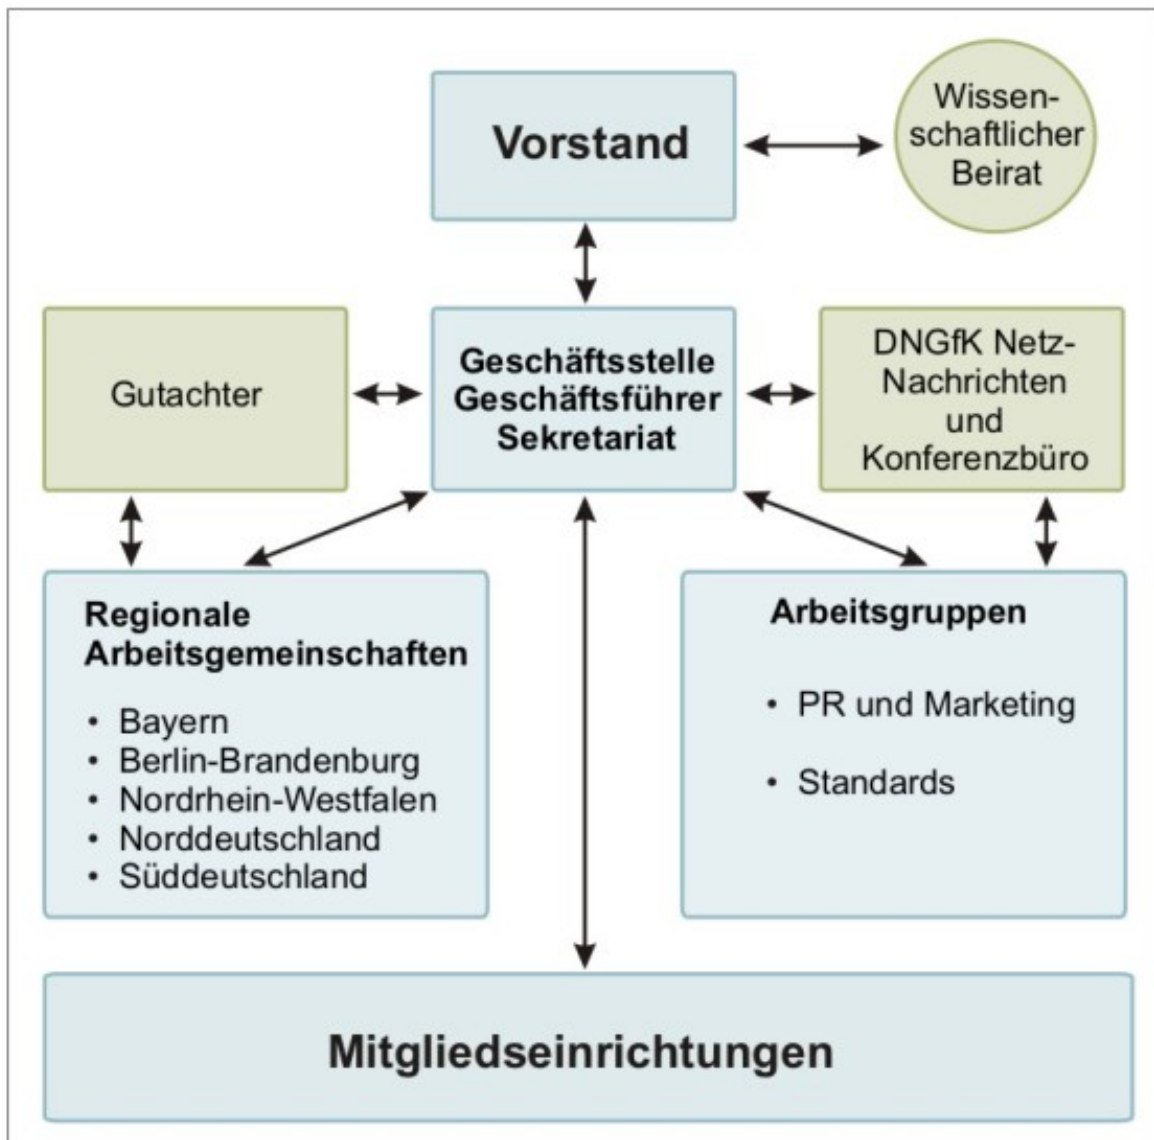 Vorstand
Wissen-
schaftlicher
Beirat
Gutachter
Geschäftsstelle
Geschäftsführer
Sekretariat
DNGfK Netz-
Nachrichten
und
Konferenzbüro
Regionale
Arbeitsgemeinschaften
• Bayern
• Berlin-Brandenburg
• Nordrhein-Westfalen
• Norddeutschland
• Süddeutschland
Arbeitsgruppen
• PR und Marketing
• Standards
Mitgliedseinrichtungen